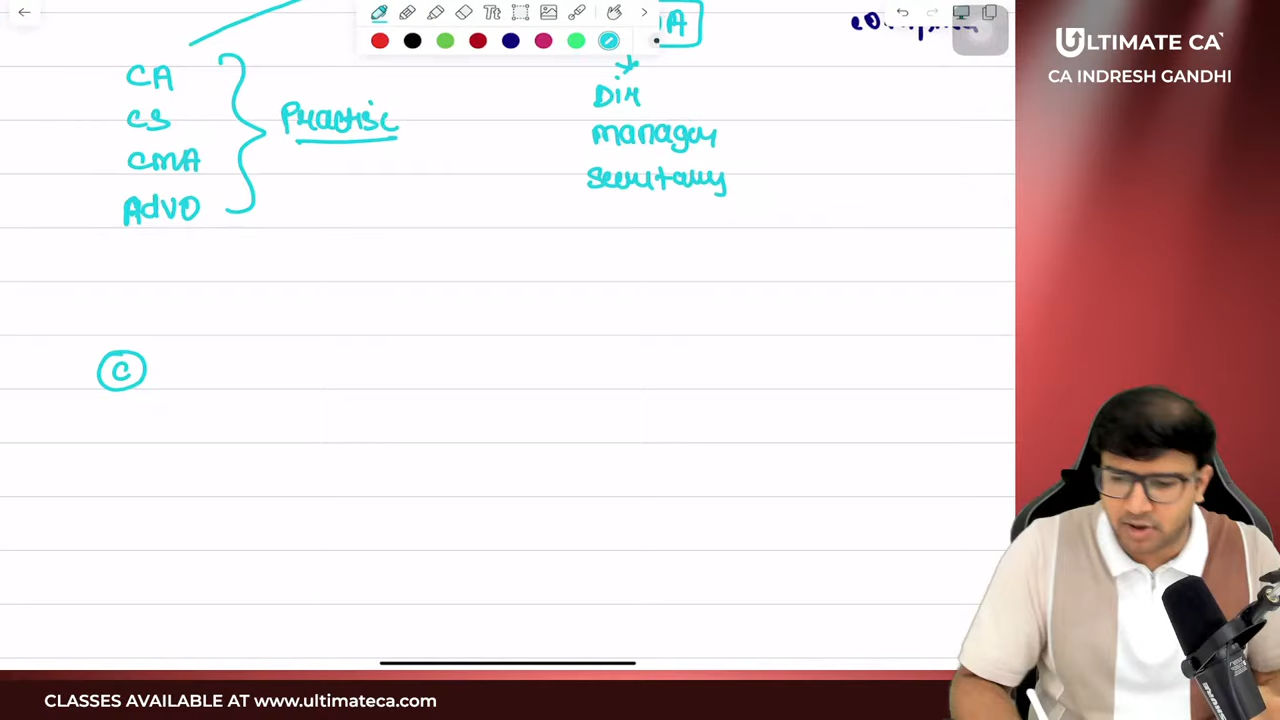 Tt
A
ULTIMATE CA
CA INDRESH GANDHI
CA
CS
CMA
ADVO
Practise
Dir
manager
Secretary
C
CLASSES AVAILABLE AT www.ultimateca.com